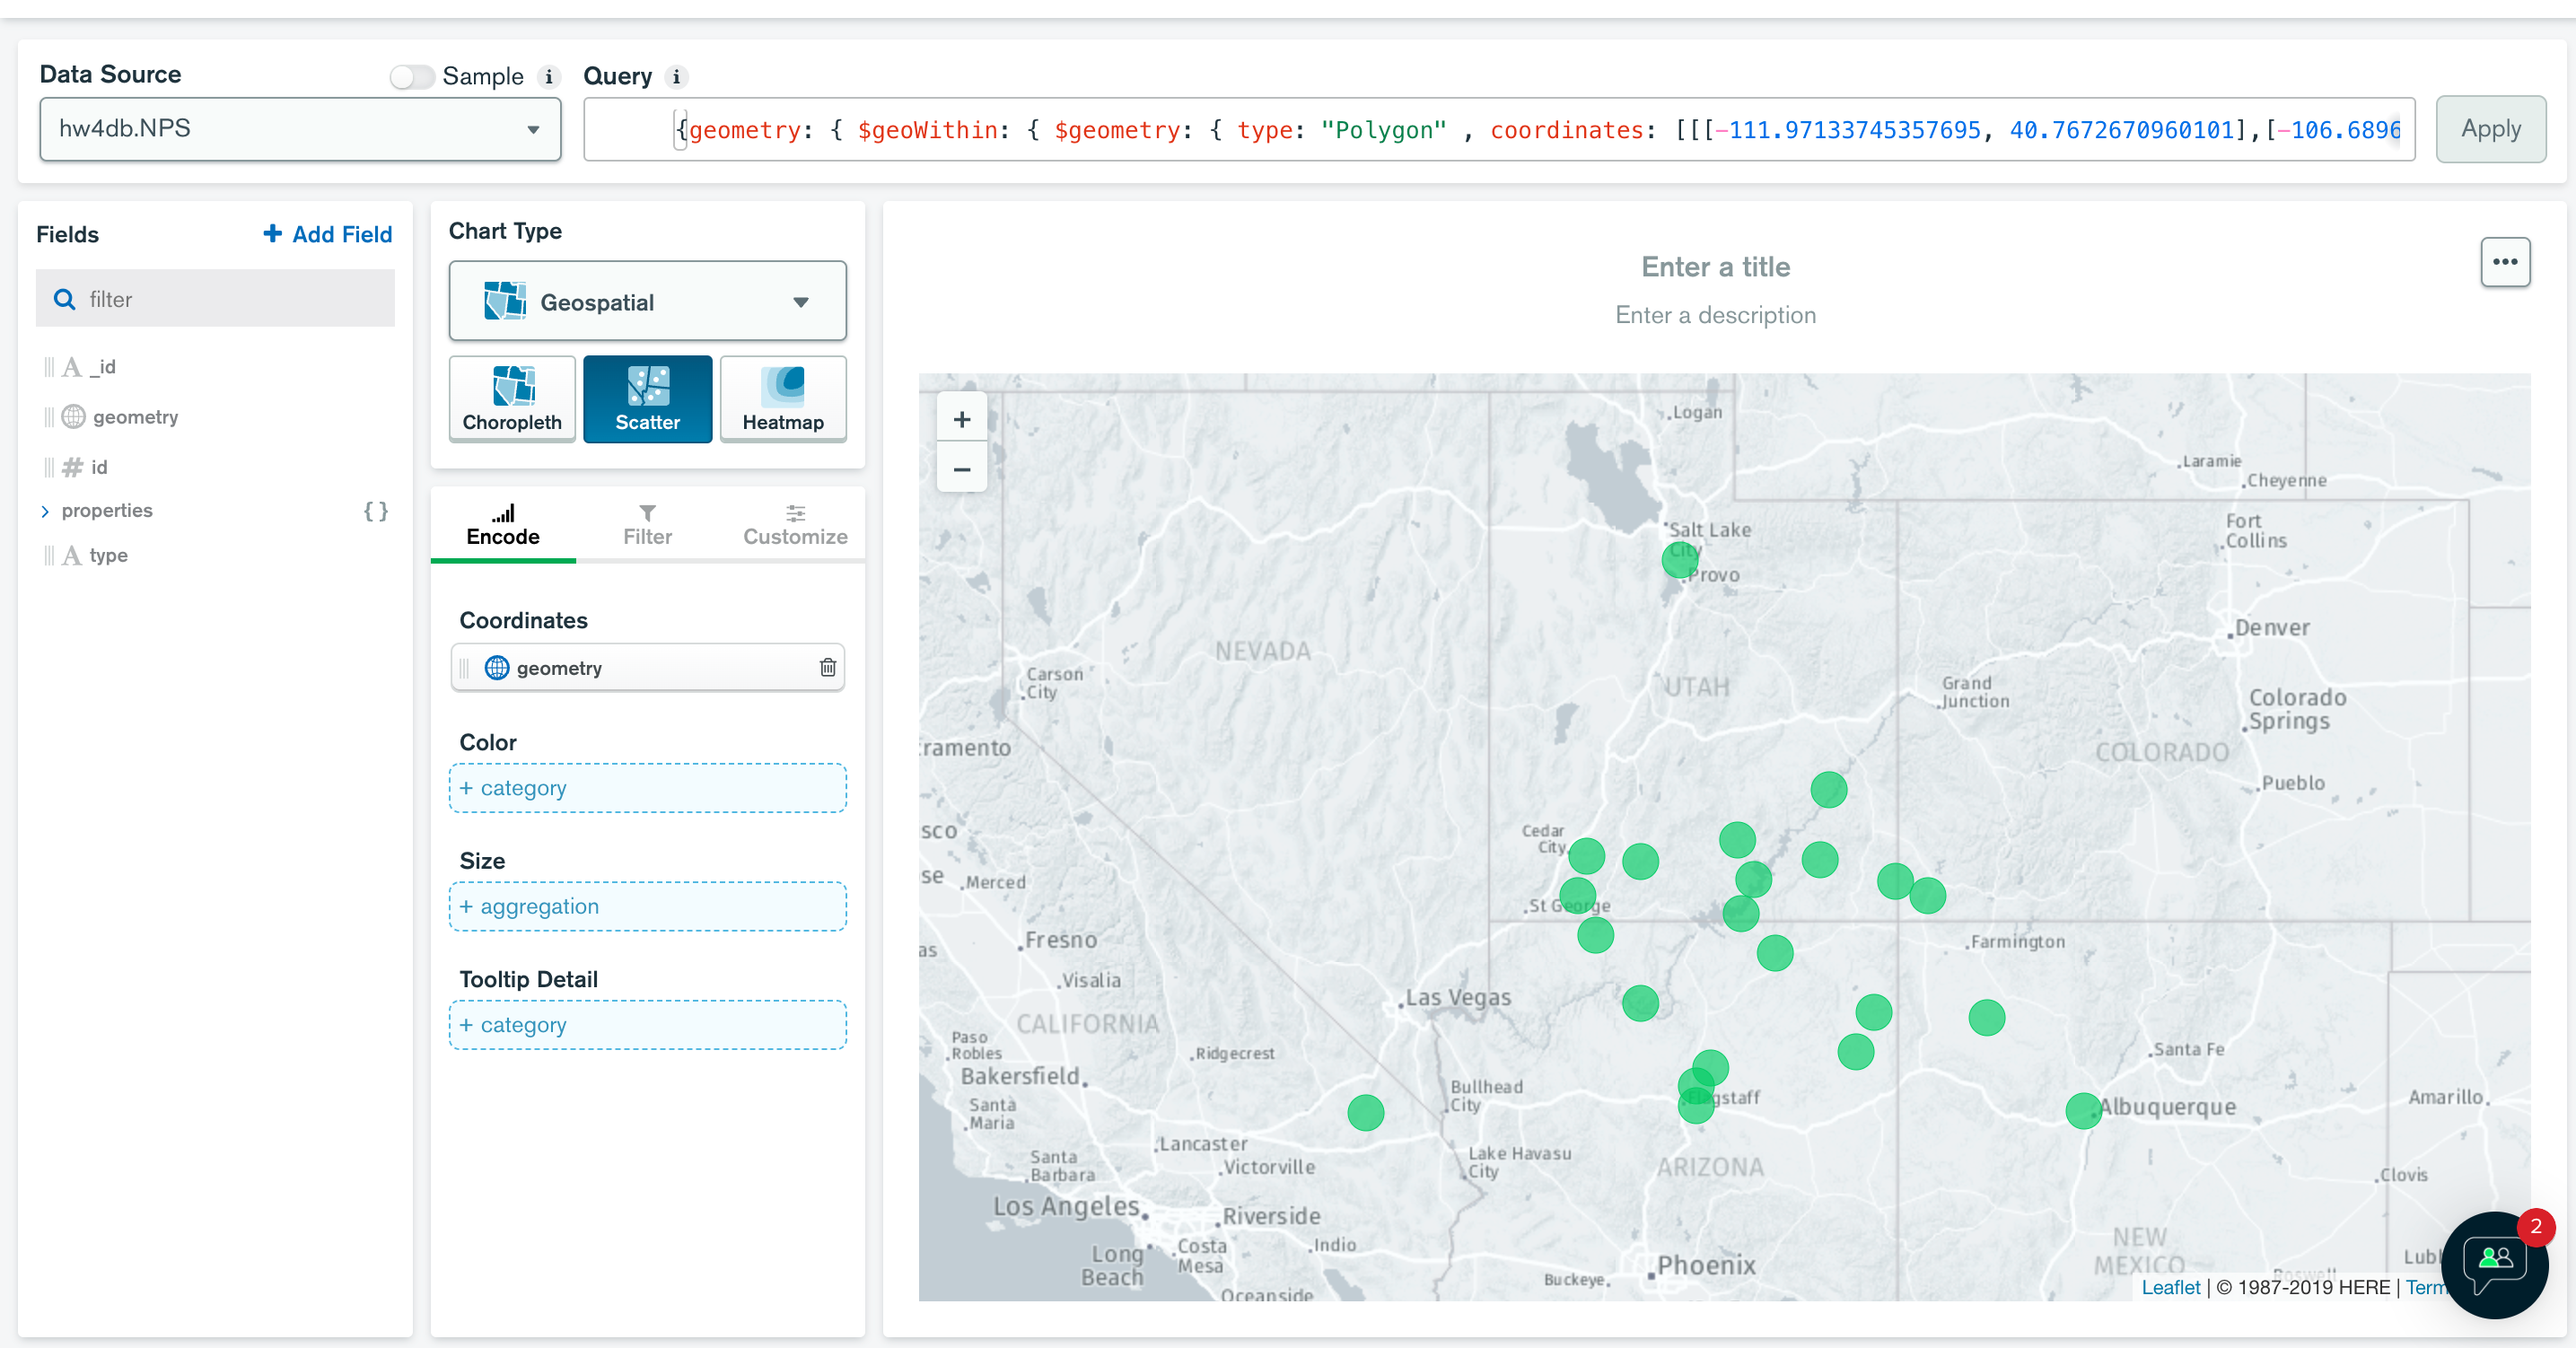 Data Source
Sample i
Query i
hw4db.NPS
{geometry: { $geoWithin: { $geometry: { type: "Polygon" , coordinates: [[[-111.97133745357695, 40.7672670960101],[-106.6896
Apply
Fields
+ Add Field
filter
A _id
geometry
# id
properties { }
A type
Chart Type
Geospatial
Choropleth
Scatter
Heatmap
Encode
Filter
Customize
Coordinates
geometry
Color
+ category
Size
+ aggregation
Tooltip Detail
+ category
Enter a title
Enter a description
+
−
Logan
Laramie
Cheyenne
Salt Lake
City
Provo
Fort
Collins
NEVADA
Denver
Carson
City
UTAH
Grand
Junction
Colorado
Springs
ramento
COLORADO
Pueblo
sco
Cedar
City
se
Merced
St George
as
Fresno
Farmington
Visalia
Las Vegas
CALIFORNIA
Paso
Robles
Ridgecrest
Santa Fe
Bakersfield
Bullhead
City
Flagstaff
Amarillo
Santa
Maria
Albuquerque
Lancaster
Santa
Barbara
Victorville
Lake Havasu
City
ARIZONA
Clovis
Los Angeles
Riverside
Long
Beach
Costa
Mesa
Indio
NEW
MEXICO
Lub
Phoenix
Buckeye
Roswell
Oceanside
Leaflet | © 1987-2019 HERE | Term
2